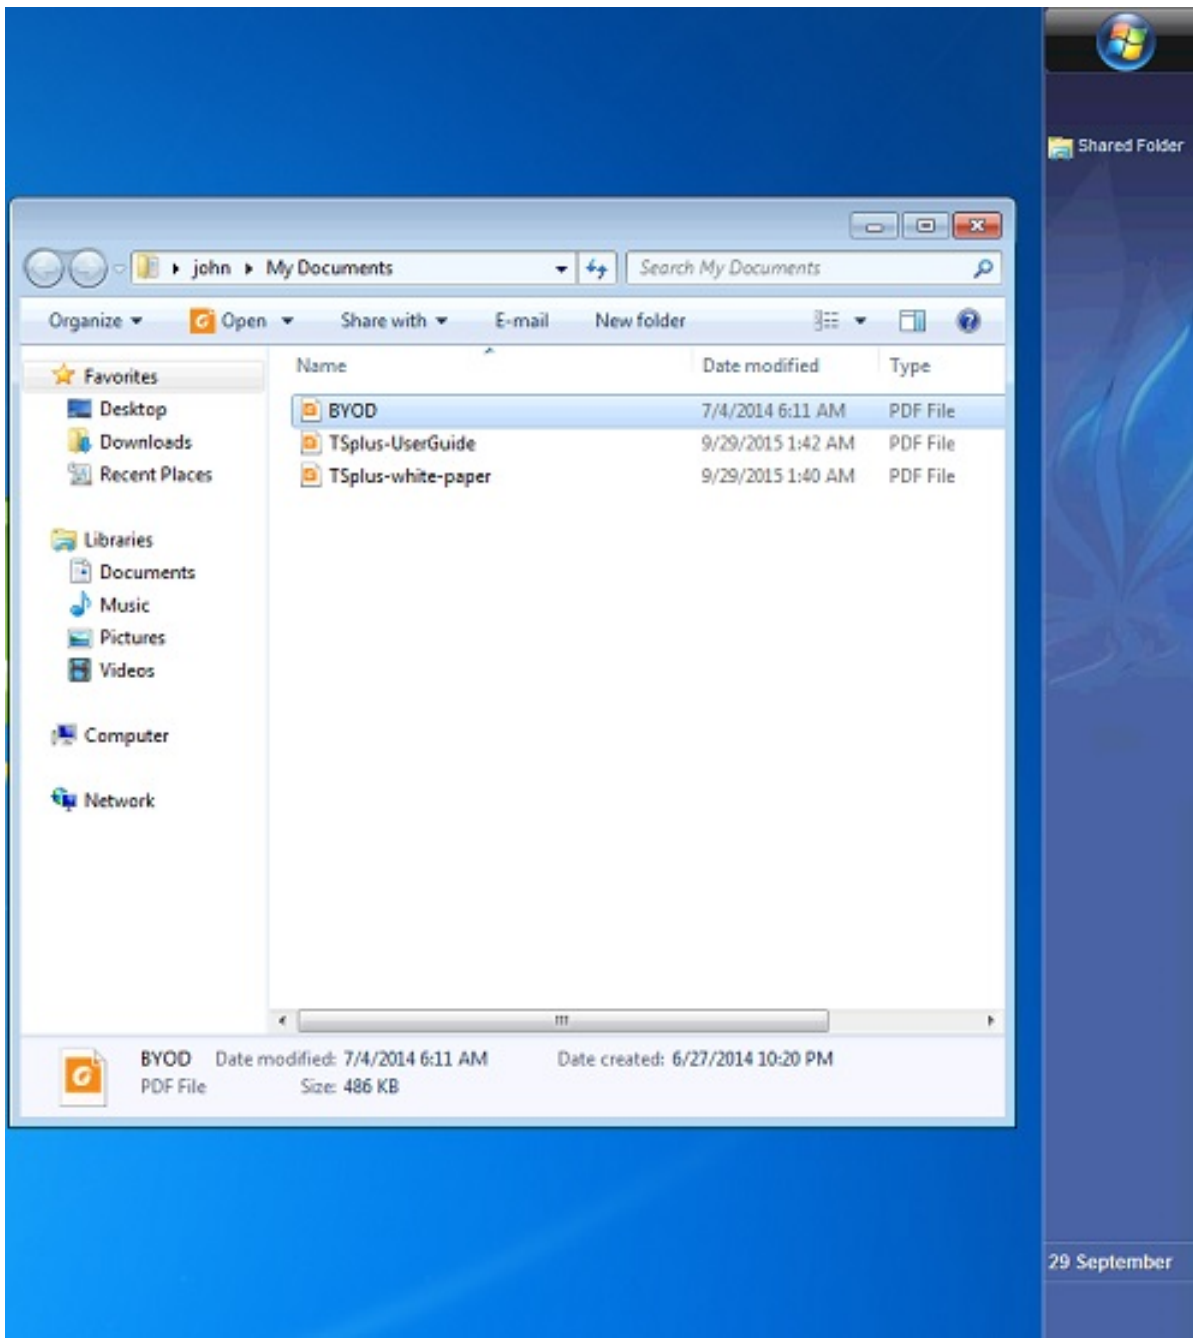 Shared Folder
john My Documents
Search My Documents
Organize Open Share with E-mail New folder
Name Date modified Type
Favorites
Desktop
Downloads
Recent Places
Libraries
Documents
Music
Pictures
Videos
Computer
Network
BYOD 7/4/2014 6:11 AM PDF File
TSplus-UserGuide 9/29/2015 1:42 AM PDF File
TSplus-white-paper 9/29/2015 1:40 AM PDF File
BYOD Date modified: 7/4/2014 6:11 AM Date created: 6/27/2014 10:20 PM
PDF File Size: 486 KB
29 September